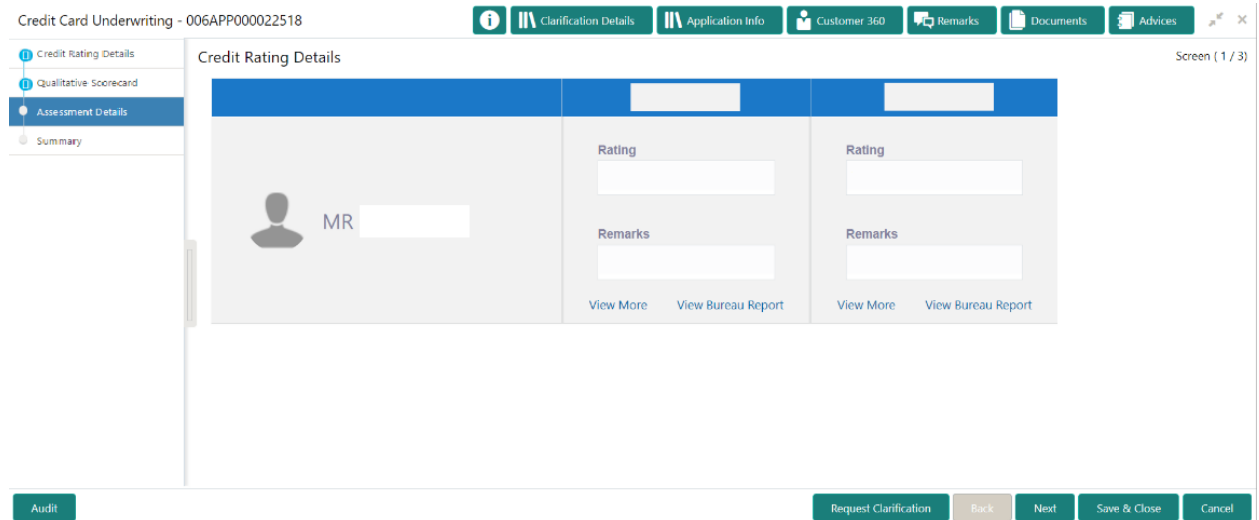 Credit Card Underwriting - 006APP000022518
Clarification Details
Application Info
Customer 360
Remarks
Documents
Advices
Credit Rating Details
Qualitative Scorecard
Assessment Details
Summary
Credit Rating Details
Screen ( 1 / 3)
MR
Rating
Remarks
View More View Bureau Report
Rating
Remarks
View More View Bureau Report
Audit
Request Clarification
Back
Next
Save & Close
Cancel